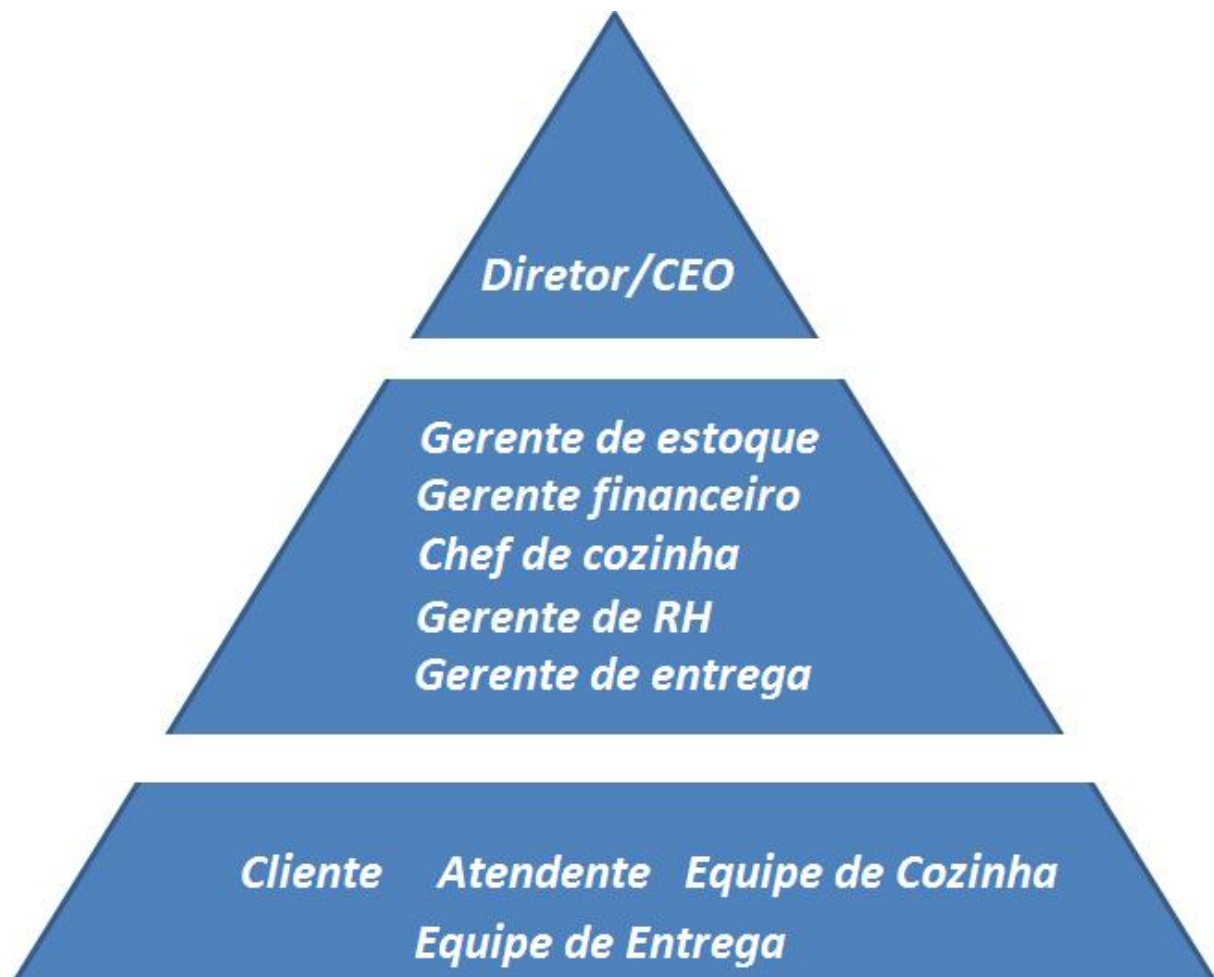 Diretor/CEO
Gerente de estoque
Gerente financeiro
Chef de cozinha
Gerente de RH
Gerente de entrega
Cliente Atendente Equipe de Cozinha
Equipe de Entrega